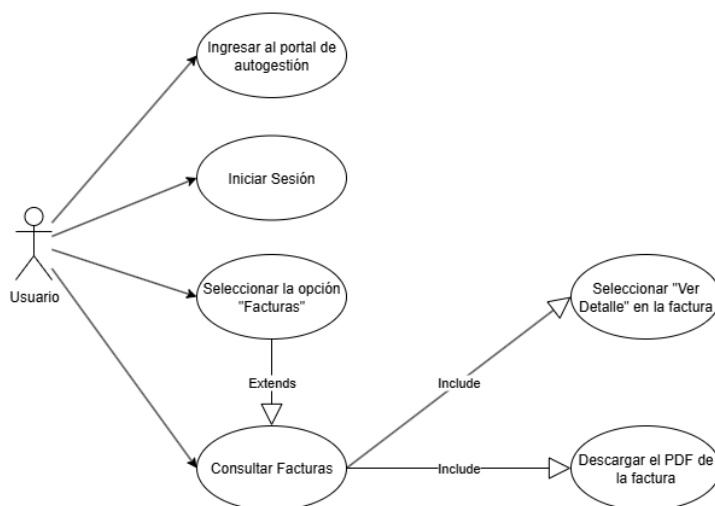 Ingresar al portal de
autogestión
Iniciar Sesión
Usuario
Seleccionar la opción
"Facturas"
Seleccionar "Ver
Detalle" en la factura
Extends
Include
Consultar Facturas
Include
Descargar el PDF de
la factura